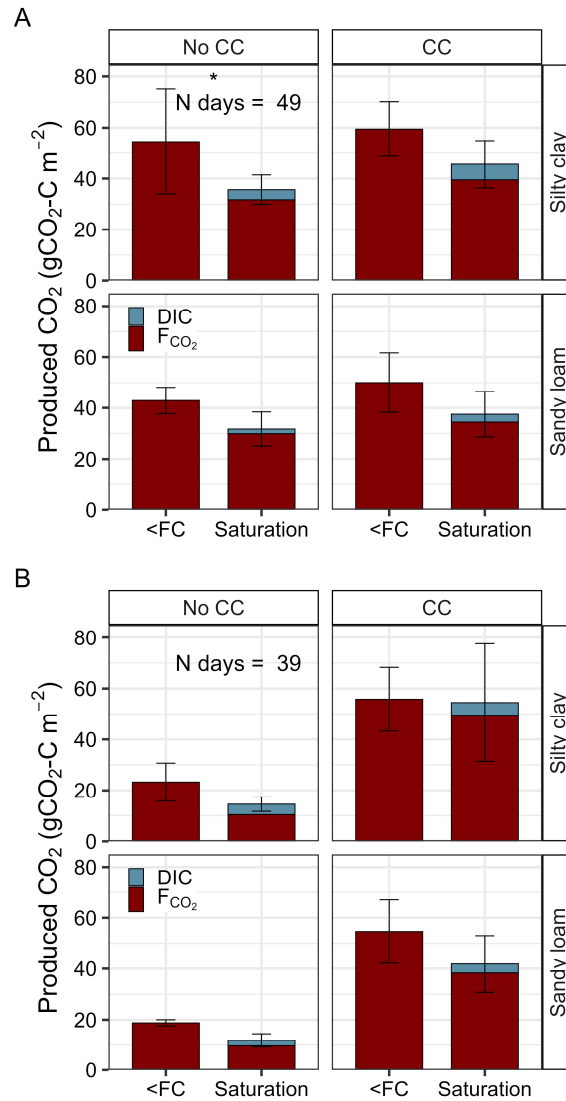 A
No CC
CC
Produced CO₂ (gCO₂-C m⁻²)
80
60
40
20
0
*
N days = 49
Silty clay
80
60
40
20
0
DIC
F_CO₂
Sandy loam
<FC
Saturation
<FC
Saturation
B
No CC
CC
Produced CO₂ (gCO₂-C m⁻²)
80
60
40
20
0
N days = 39
Silty clay
80
60
40
20
0
DIC
F_CO₂
Sandy loam
<FC
Saturation
<FC
Saturation